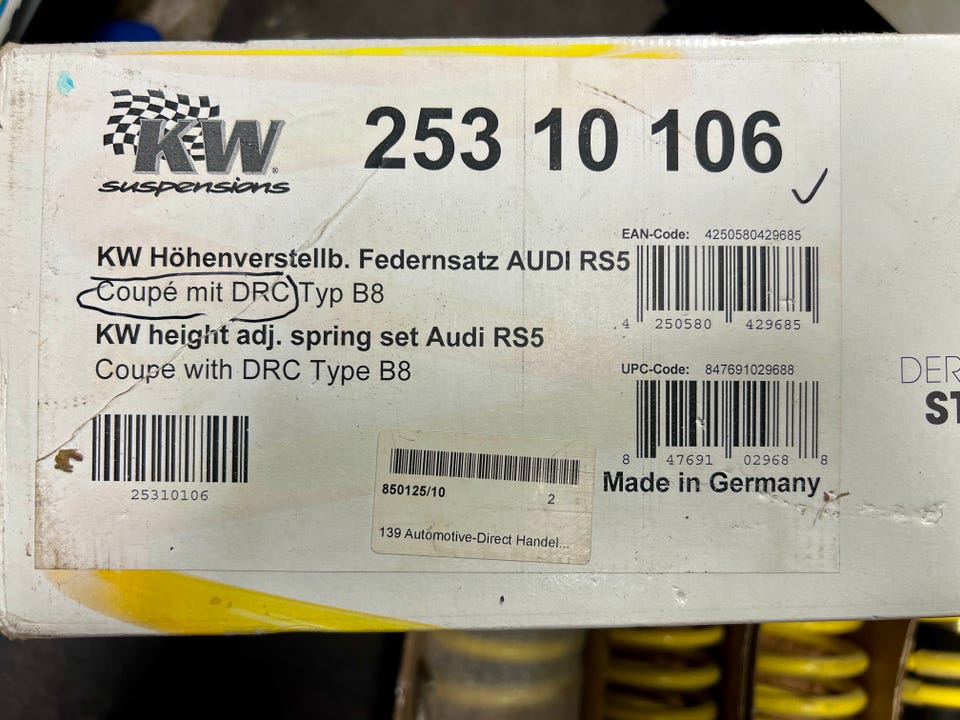 KW
suspensions
253 10 106
KW Höhenverstellb. Federnsatz AUDI RS5
Coupé mit DRC Typ B8
KW height adj. spring set Audi RS5
Coupe with DRC Type B8
EAN-Code: 4250580429685
4 250580 429685
UPC-Code: 847691029688
8 47691 02968 8
Made in Germany
25310106
850125/10
2
139 Automotive-Direct Handel...
DER